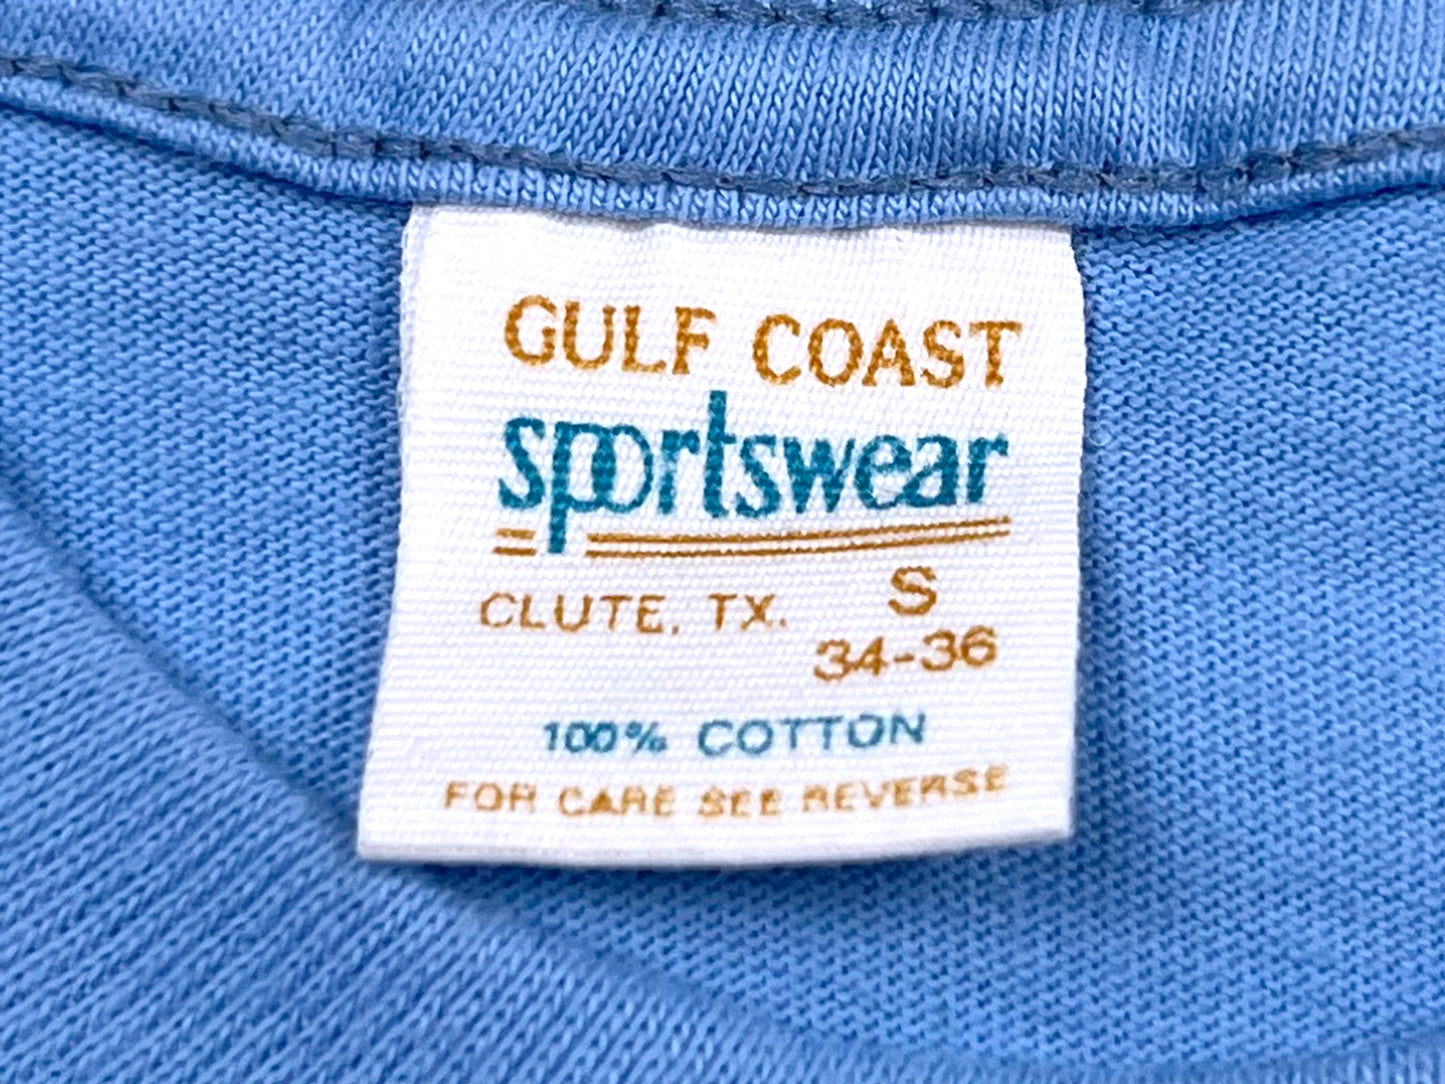 GULF COAST
sportswear
CLUTE, TX. S
34-36
100% COTTON
FOR CARE SEE REVERSE